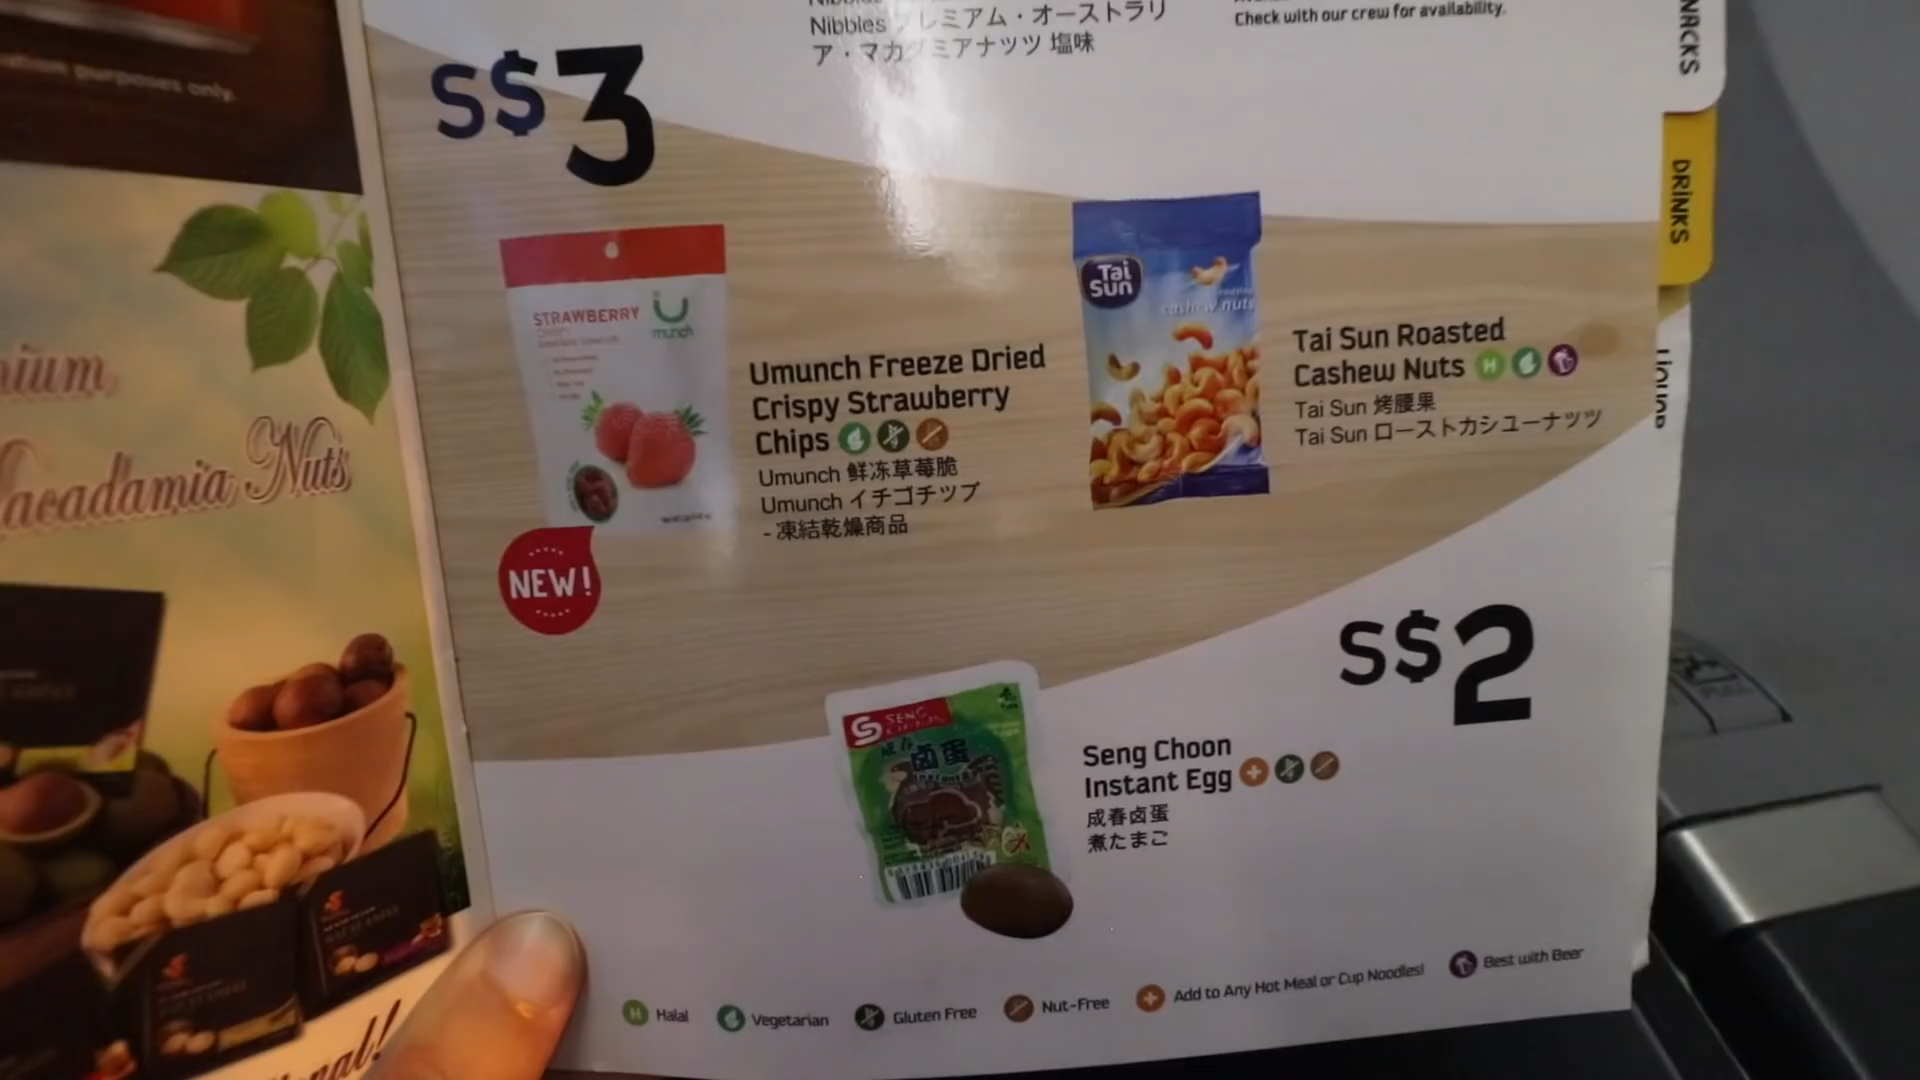 purposes only.
Nuts
Nibbles プレミアム・オーストラリ
ア・マカダミアナッツ 塩味
Check with our crew for availability.
SNACKS
DRINKS
S$3
STRAWBERRY
munch
Umunch Freeze Dried
Crispy Strawberry
Chips
Umunch 鲜冻草莓脆
Umunch イチゴチップ
- 凍結乾燥商品
NEW!
Tai
Sun
cashew nuts
Tai Sun Roasted
Cashew Nuts H
Tai Sun 烤腰果
Tai Sun ローストカシューナッツ
S$2
SENG
卤蛋
Seng Choon
Instant Egg
成春卤蛋
煮たまご
H Halal
Vegetarian
Gluten Free
Nut-Free
Add to Any Hot Meal or Cup Noodles!
Best with Beer